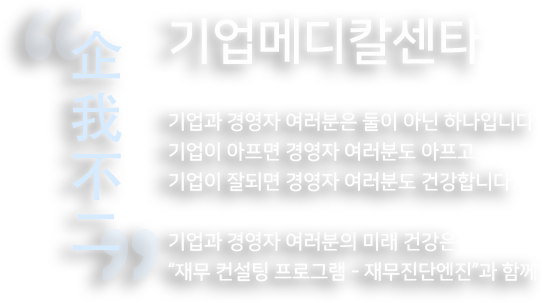 企我不二
기업메디칼센타
기업과 경영자 여러분은 둘이 아닌 하나입니다
기업이 아프면 경영자 여러분도 아프고
기업이 잘되면 경영자 여러분도 건강합니다
기업과 경영자 여러분의 미래 건강은
“재무 컨설팅 프로그램 - 재무진단엔진”과 함께